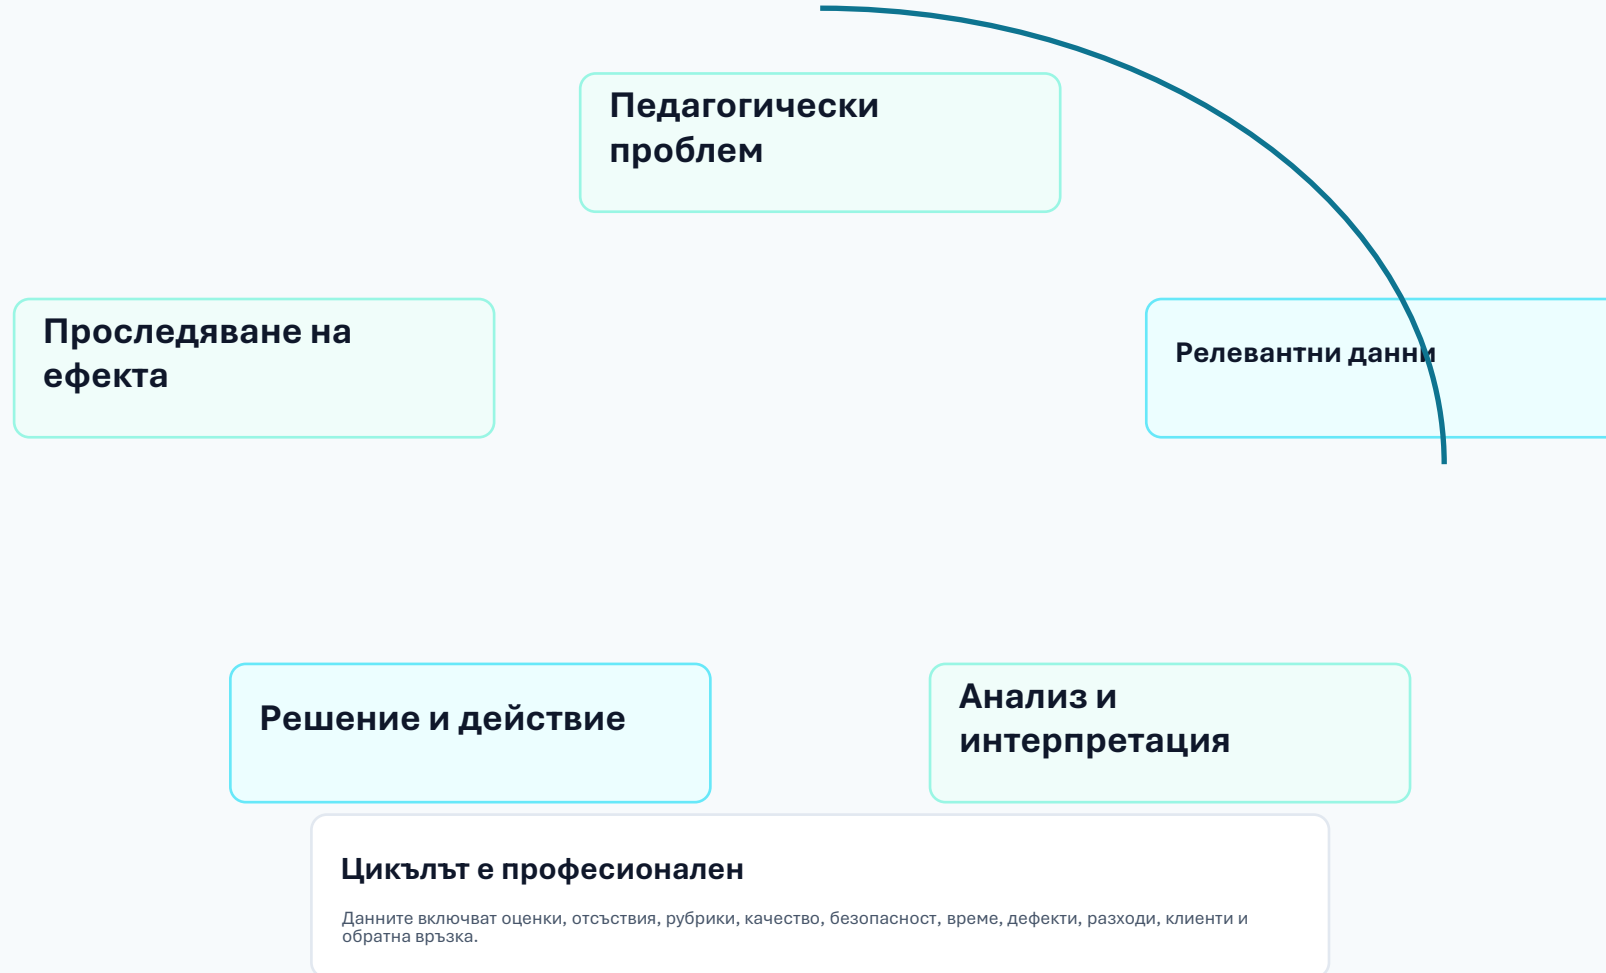 Педагогически
проблем
Проследяване на
ефекта
Релевантни данни
Решение и действие
Анализ и
интерпретация
Цикълът е професионален
Данните включват оценки, отсъствия, рубрики, качество, безопасност, време, дефекти, разходи, клиенти и
обратна връзка.